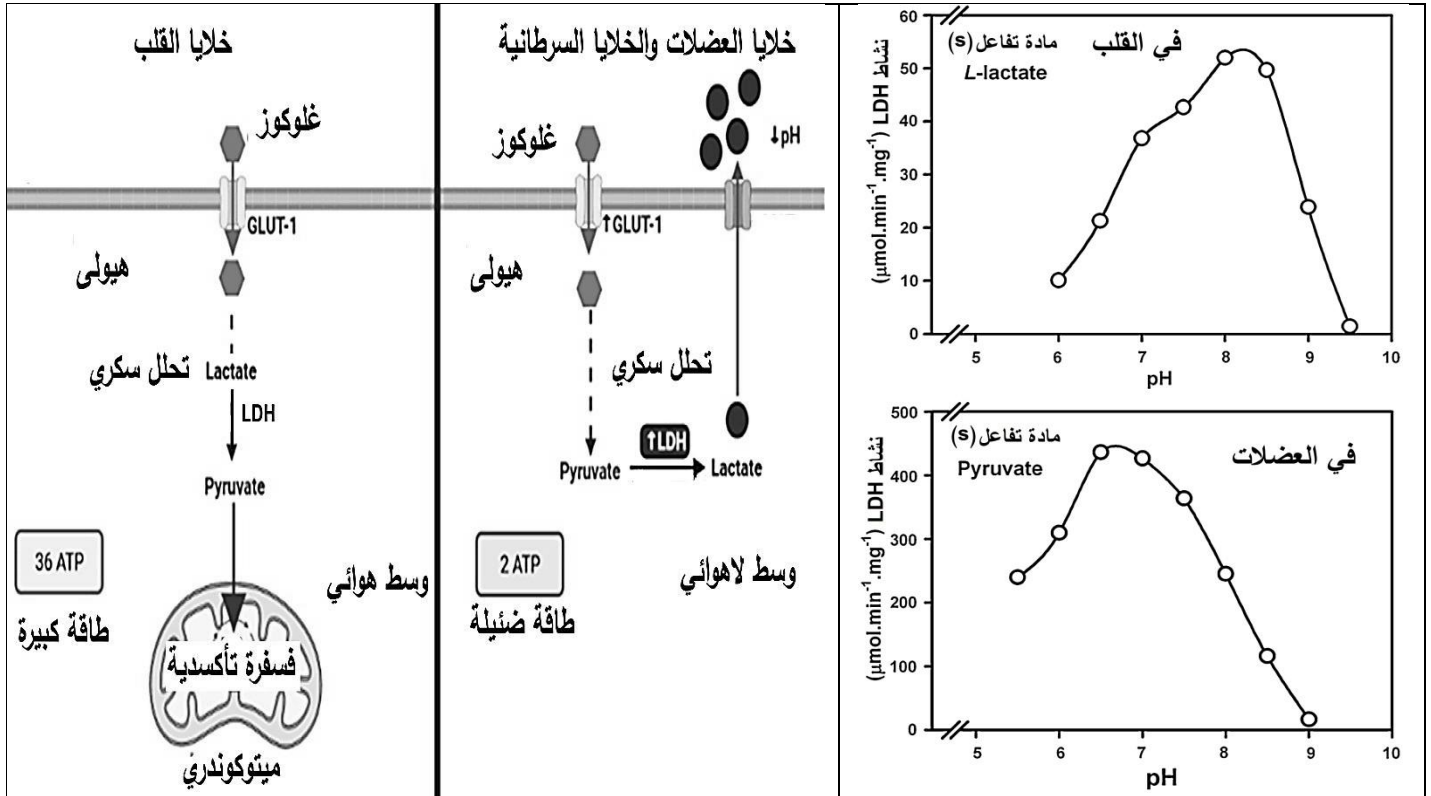 خلايا القلب
غلوكوز
GLUT-1
هيولى
تحلل سكري
Lactate
LDH
Pyruvate
36 ATP
طاقة كبيرة
وسط هوائي
فسفرة تأكسدية
ميتوكوندري
خلايا العضلات والخلايا السرطانية
غلوكوز
↓pH
↑GLUT-1
هيولى
تحلل سكري
↑LDH
Pyruvate
Lactate
2 ATP
طاقة ضئيلة
وسط لاهوائي
في القلب
مادة تفاعل (s)
L-lactate
نشاط LDH (µmol.min⁻¹.mg⁻¹)
60
50
40
30
20
10
0
5 6 7 8 9 10
pH
في العضلات
مادة تفاعل (s)
Pyruvate
نشاط LDH (µmol.min⁻¹.mg⁻¹)
500
400
300
200
100
0
5 6 7 8 9 10
pH